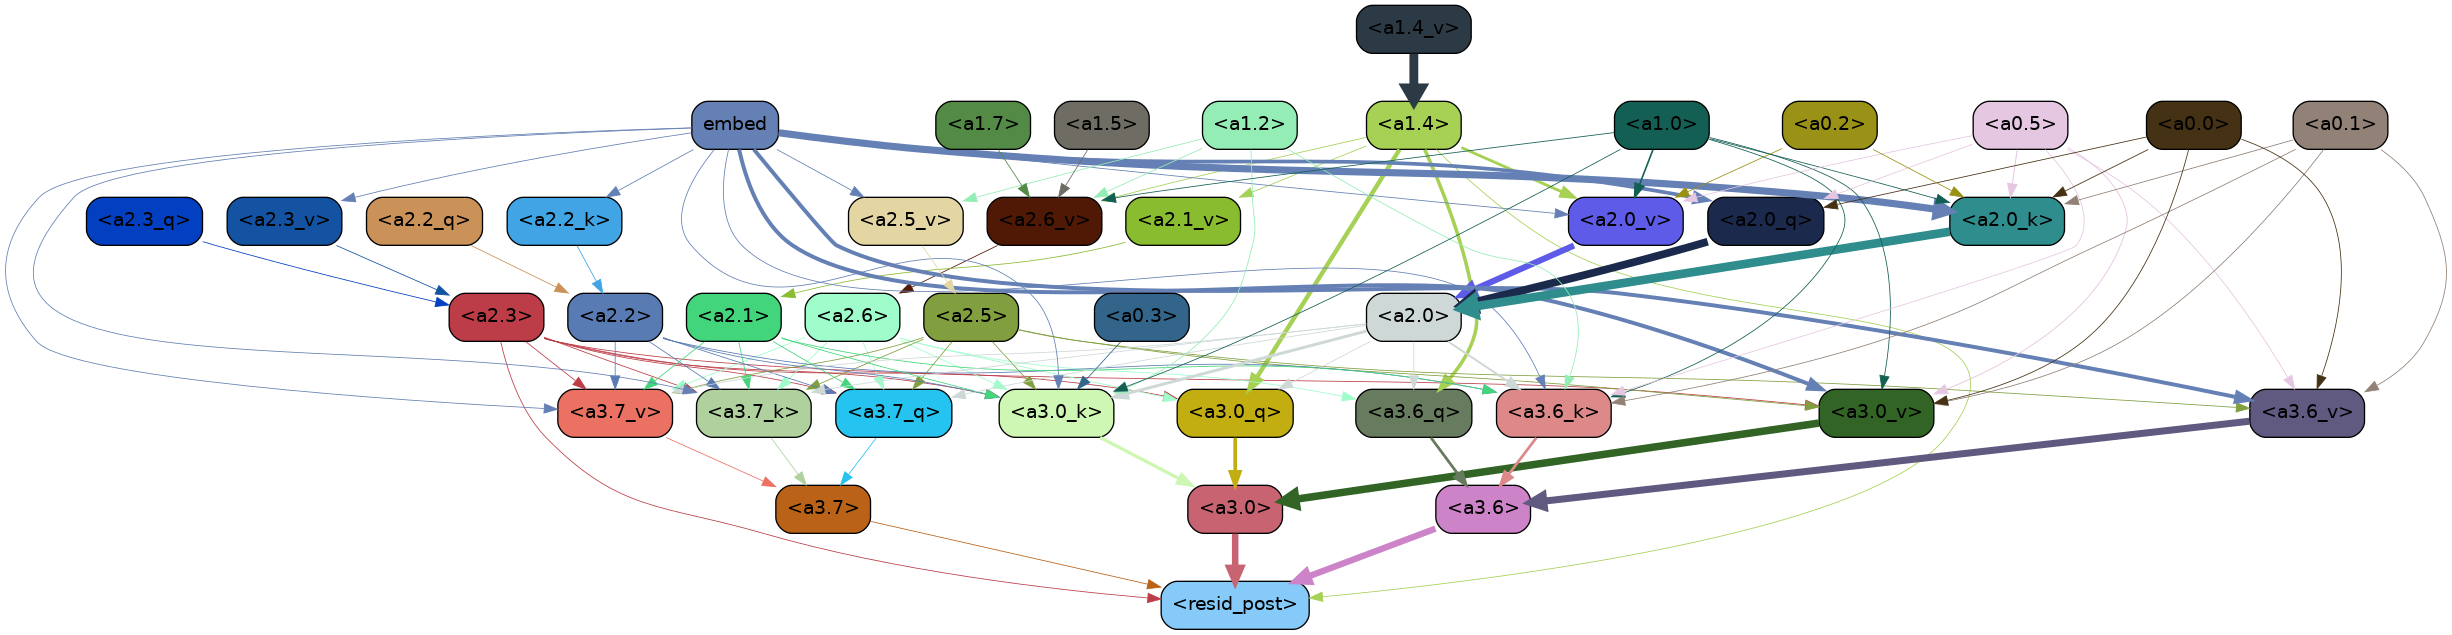 <a1.4_v>
embed
<a1.7>
<a1.5>
<a1.2>
<a1.4>
<a1.0>
<a0.2>
<a0.5>
<a0.0>
<a0.1>
<a2.3_q>
<a2.3_v>
<a2.2_q>
<a2.2_k>
<a2.5_v>
<a2.6_v>
<a2.1_v>
<a2.0_v>
<a2.0_q>
<a2.0_k>
<a2.3>
<a2.2>
<a2.1>
<a2.6>
<a2.5>
<a0.3>
<a2.0>
<a3.7_v>
<a3.7_k>
<a3.7_q>
<a3.0_k>
<a3.0_q>
<a3.6_q>
<a3.6_k>
<a3.0_v>
<a3.6_v>
<a3.7>
<a3.0>
<a3.6>
<resid_post>